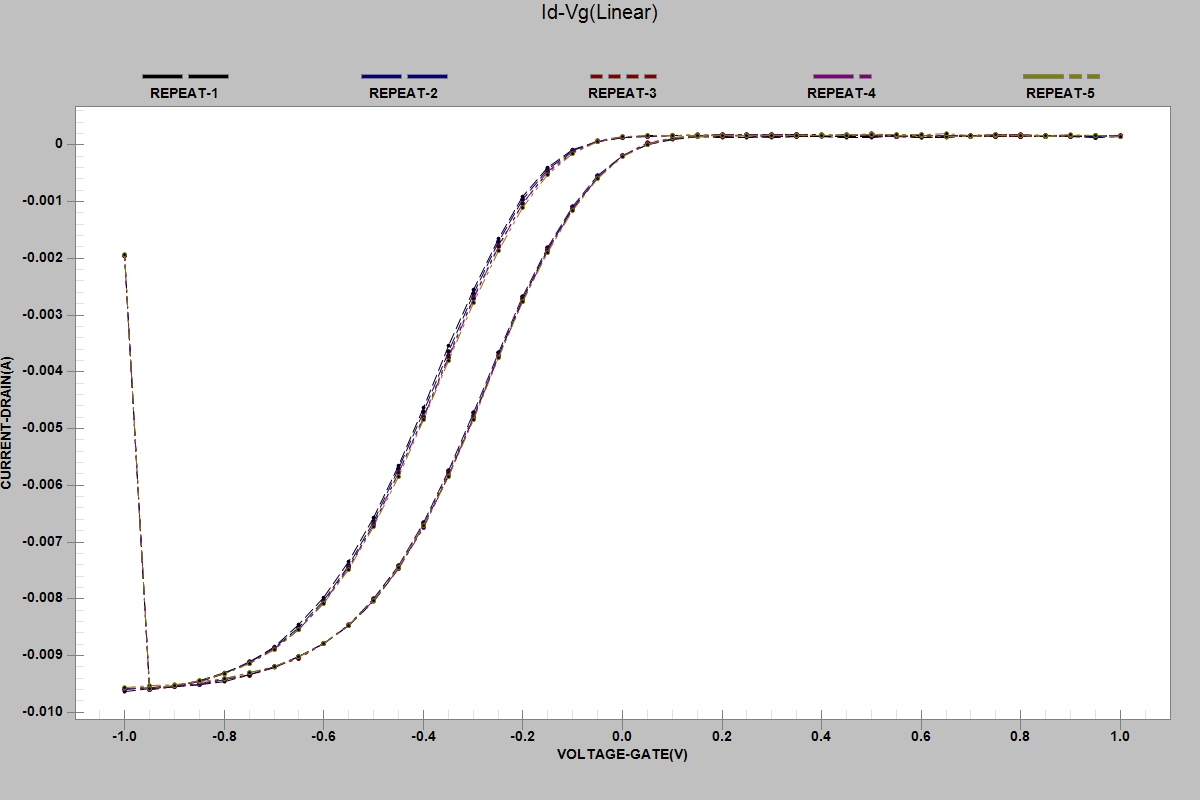 Id-Vg(Linear)
REPEAT-1 REPEAT-2 REPEAT-3 REPEAT-4 REPEAT-5
0
-0.001
-0.002
-0.003
-0.004
-0.005
-0.006
-0.007
-0.008
-0.009
-0.010
CURRENT-DRAIN(A)
-1.0 -0.8 -0.6 -0.4 -0.2 0.0 0.2 0.4 0.6 0.8 1.0
VOLTAGE-GATE(V)